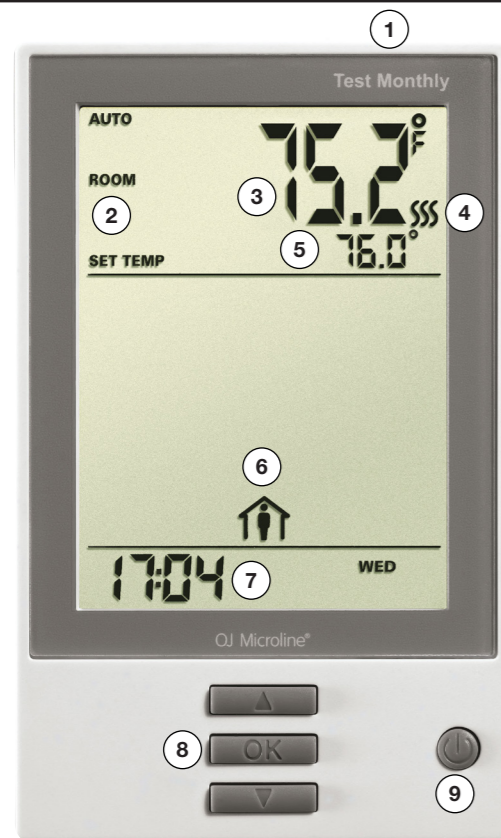 1
Test Monthly
AUTO
75.2°F
ROOM
2
3
4
5
SET TEMP
76.0°
6
17:04
7
WED
OJ Microline®
8
OK
9